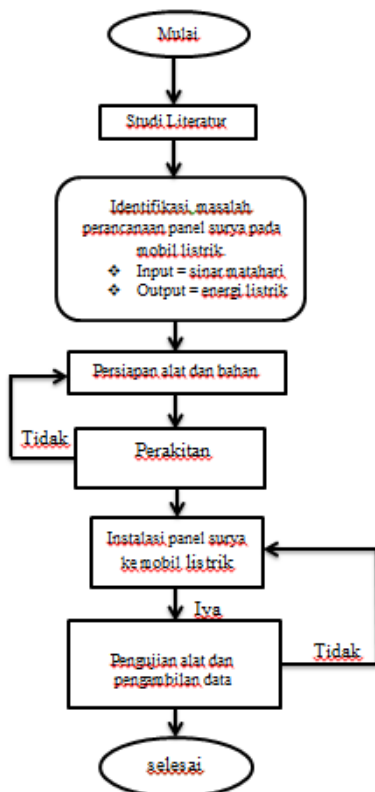 Mulai
Studi Literatur
Identifikasi masalah
perancanaan panel surya pada
mobil listrik
❖ Input = sinar matahari
❖ Output = energi listrik
Persiapan alat dan bahan
Tidak
Perakitan
Instalasi panel surya
ke mobil listrik
Iya
Pengujian alat dan
pengambilan data
Tidak
selesai